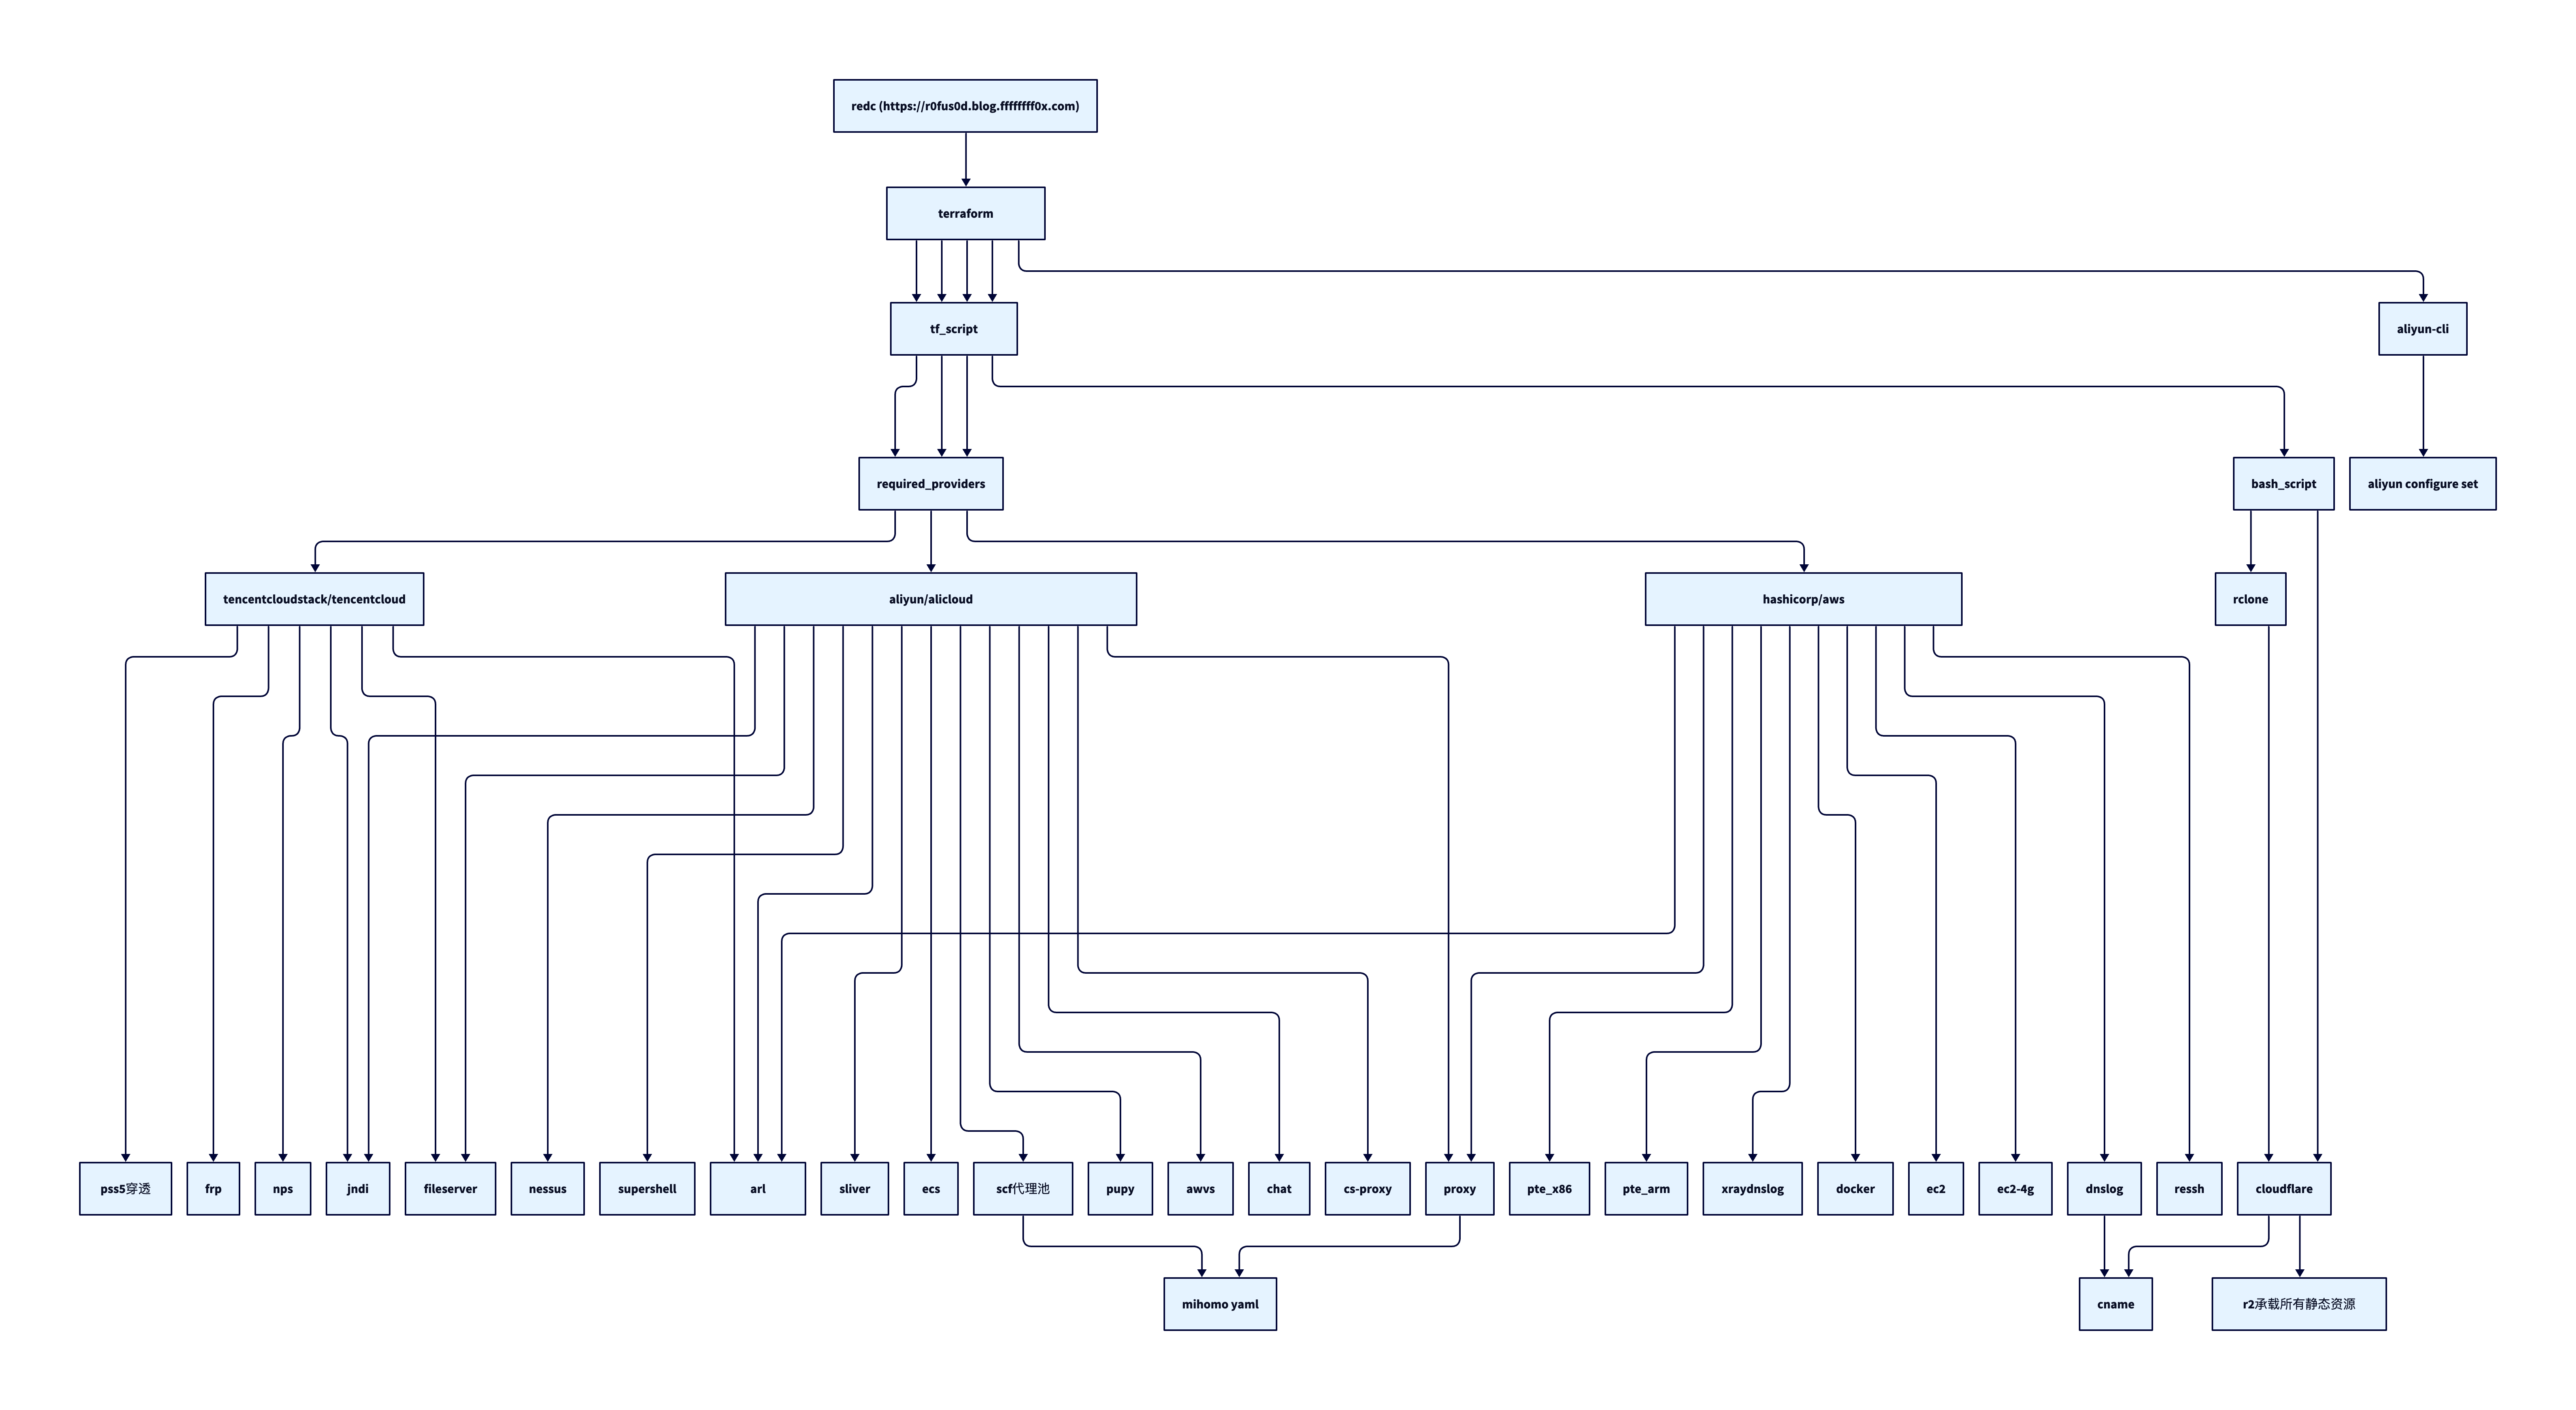 redc (https://r0fus0d.blog.ffffffff0x.com)
terraform
tf_script
aliyun-cli
required_providers
bash_script
aliyun configure set
tencentcloudstack/tencentcloud
aliyun/alicloud
hashicorp/aws
rclone
pss5穿透
frp
nps
jndi
fileserver
nessus
supershell
arl
sliver
ecs
scf代理池
pupy
awvs
chat
cs-proxy
proxy
pte_x86
pte_arm
xraydnslog
docker
ec2
ec2-4g
dnslog
ressh
cloudflare
mihomo yaml
cname
r2承载所有静态资源